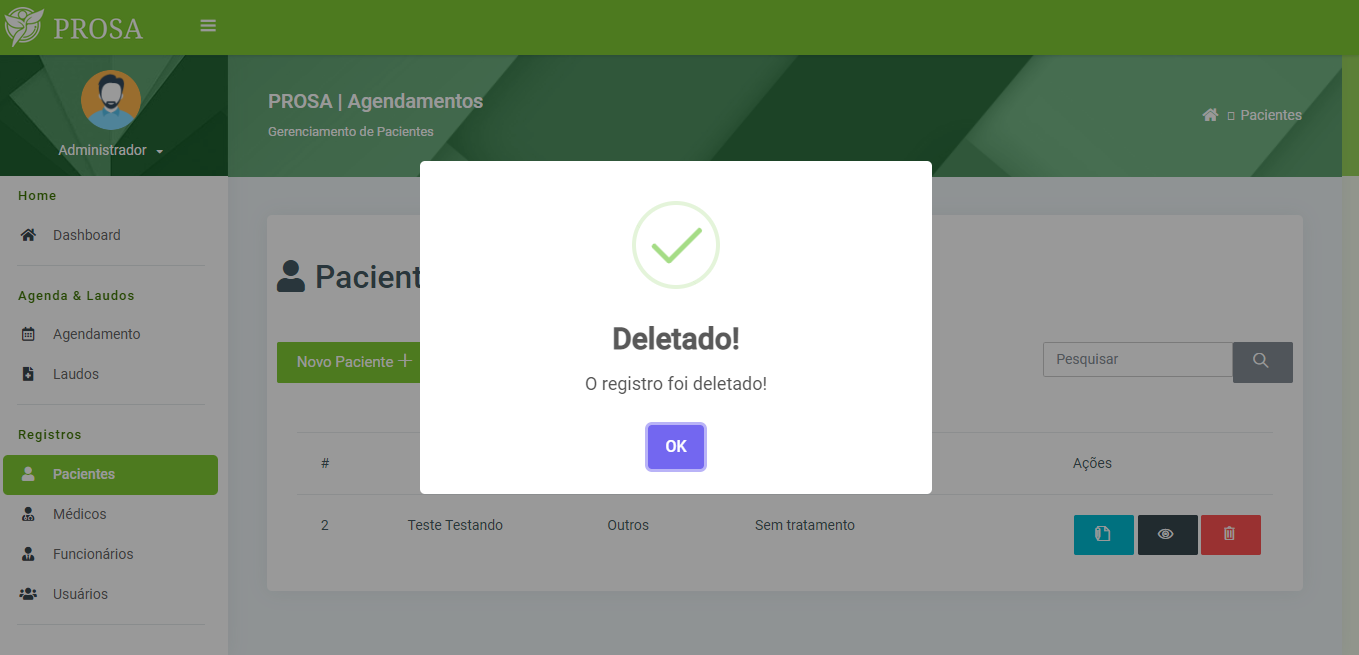 PROSA
Administrador
Home
Dashboard
Agenda & Laudos
Agendamento
Laudos
Registros
Pacientes
Médicos
Funcionários
Usuários
PROSA | Agendamentos
Gerenciamento de Pacientes
Pacientes
Pacient
Novo Paciente +
Pesquisar
# Ações
2 Teste Testando Outros Sem tratamento
Deletado!
O registro foi deletado!
OK